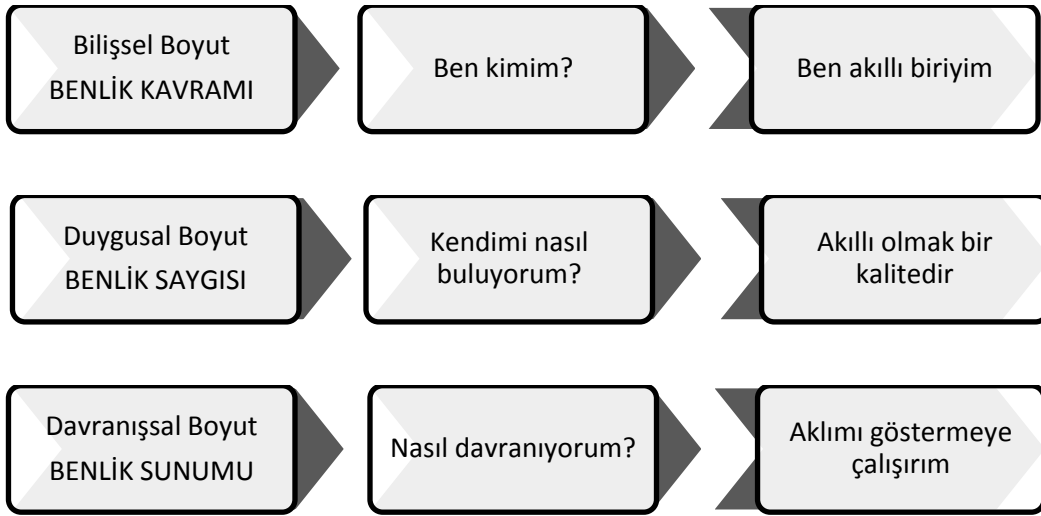 Bilişsel Boyut
BENLİK KAVRAMI
Ben kimim?
Ben akıllı biriyim
Duygusal Boyut
BENLİK SAYGISI
Kendimi nasıl
buluyorum?
Akıllı olmak bir
kalitedir
Davranışsal Boyut
BENLİK SUNUMU
Nasıl davranıyorum?
Aklımı göstermeye
çalışırım